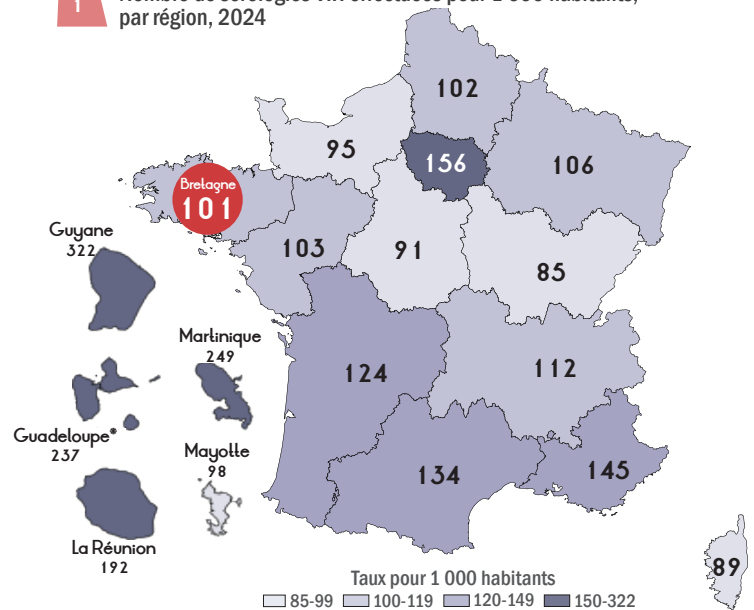 1
par région, 2024
102
95
156
106
Bretagne
101
Guyane
322
103
91
85
Martinique
249
124
112
Guadeloupe*
237
Mayotte
98
134
145
La Réunion
192
89
Taux pour 1 000 habitants
85-99 100-119 120-149 150-322